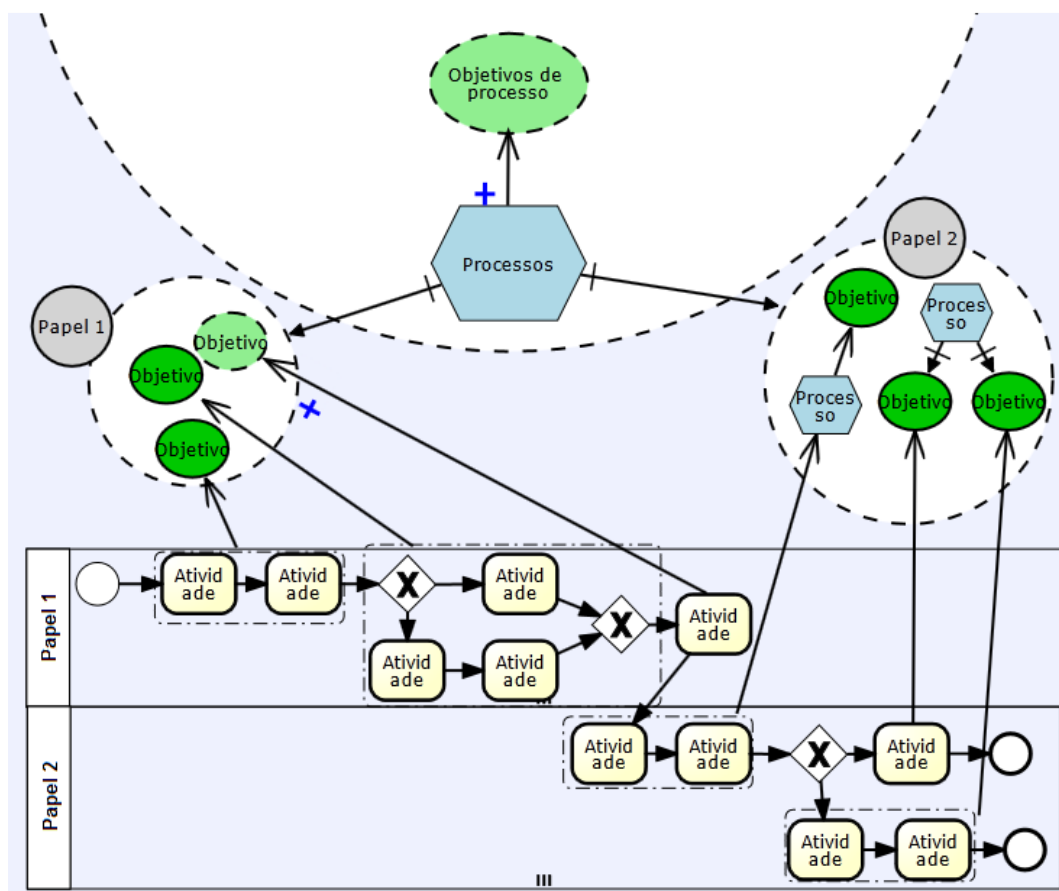 Objetivos de
processo
Processos
Papel 2
Objetivo
Proces
so
Papel 1
Objetivo
Objetivo
Proces
so
Objetivo
Objetivo
Objetivo
Papel 1
Ativid
ade
Ativid
ade
X
Ativid
ade
X
Ativid
ade
Ativid
ade
Ativid
ade
Papel 2
Ativid
ade
Ativid
ade
X
Ativid
ade
Ativid
ade
Ativid
ade